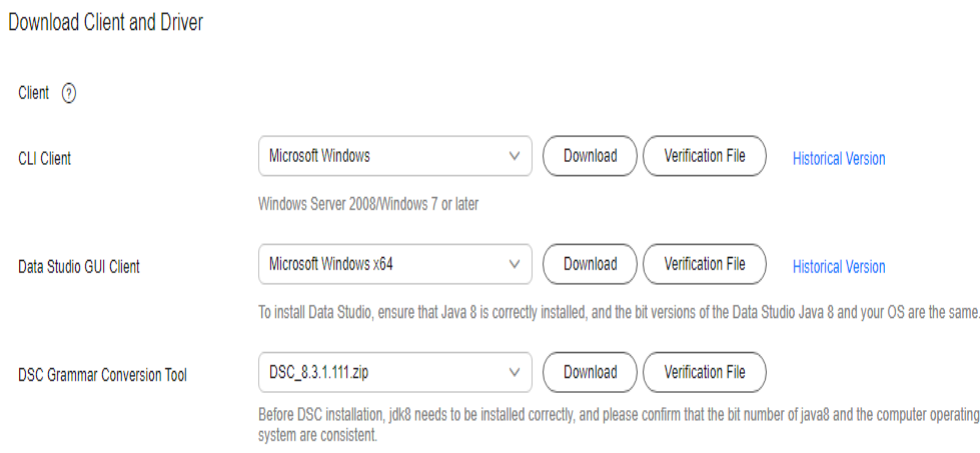 Download Client and Driver
Client ?
CLI Client Microsoft Windows Download Verification File Historical Version
Windows Server 2008/Windows 7 or later
Data Studio GUI Client Microsoft Windows x64 Download Verification File Historical Version
To install Data Studio, ensure that Java 8 is correctly installed, and the bit versions of the Data Studio Java 8 and your OS are the same.
DSC Grammar Conversion Tool DSC_8.3.1.111.zip Download Verification File
Before DSC installation, jdk8 needs to be installed correctly, and please confirm that the bit number of java8 and the computer operating
system are consistent.